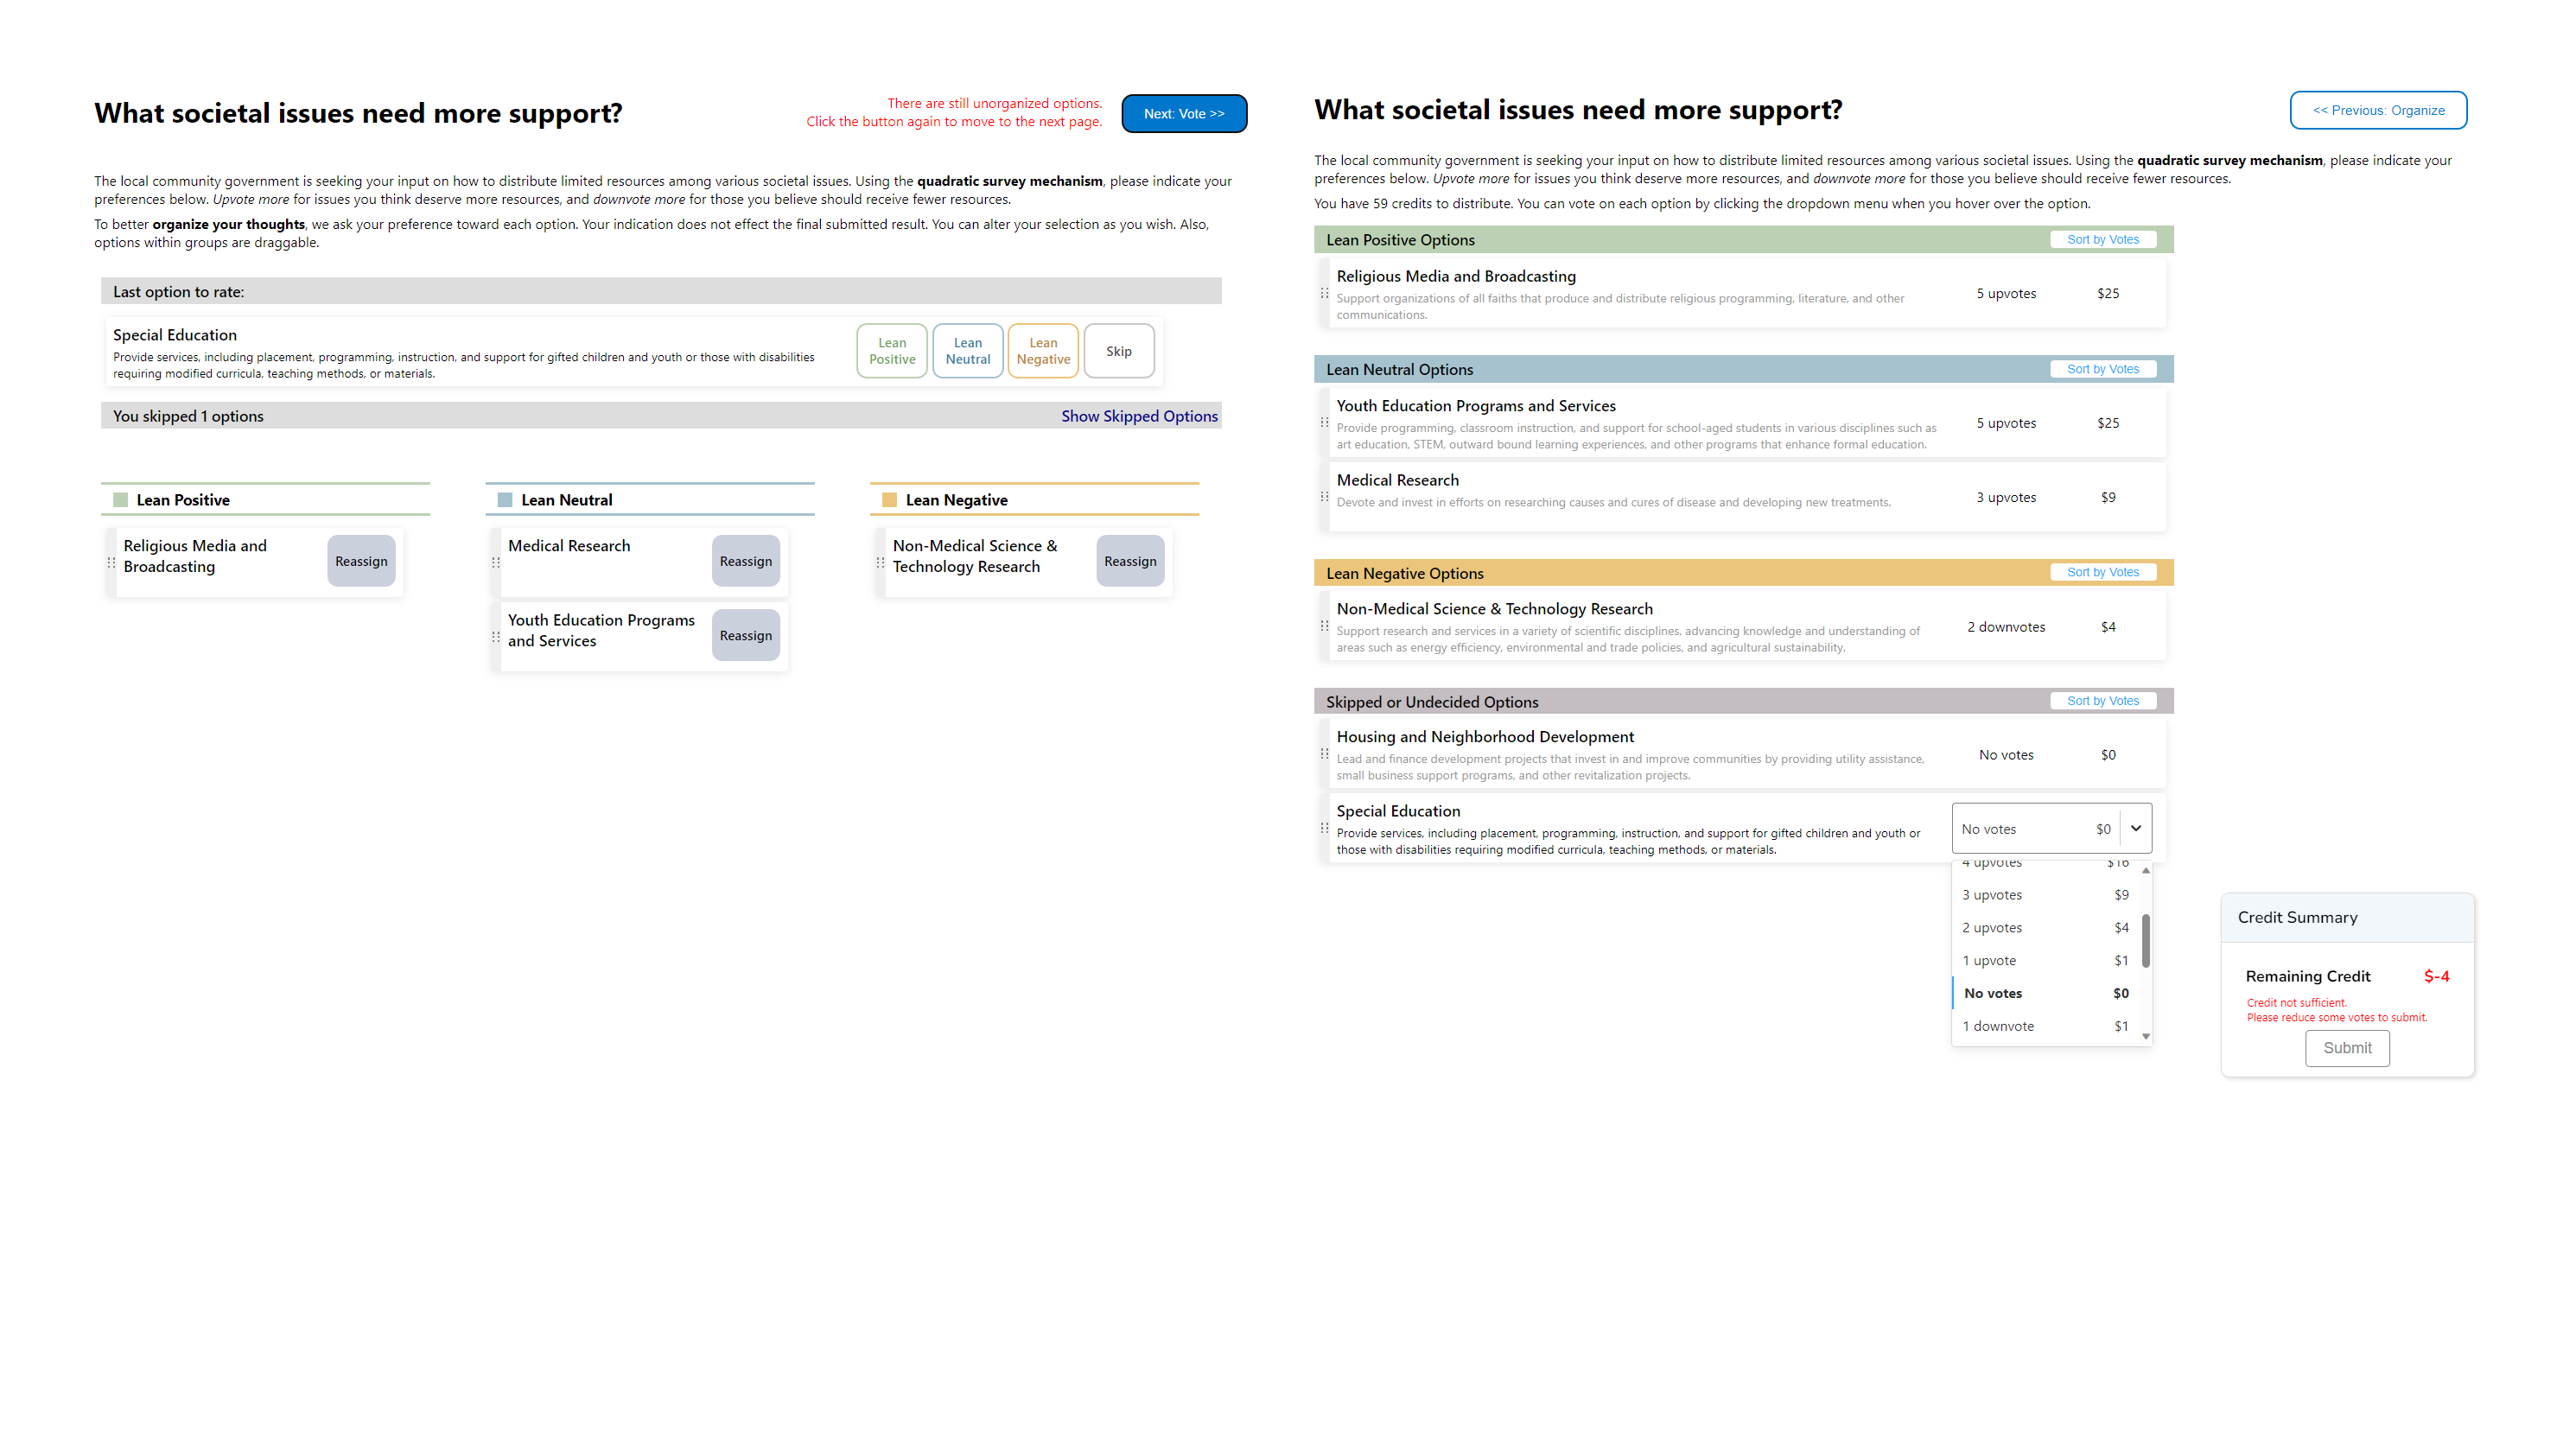 What societal issues need more support?
There are still unorganized options.
Click the button again to move to the next page.
Next: Vote >>
The local community government is seeking your input on how to distribute limited resources among various societal issues. Using the quadratic survey mechanism, please indicate your
preferences below. Upvote more for issues you think deserve more resources, and downvote more for those you believe should receive fewer resources.
To better organize your thoughts, we ask your preference toward each option. Your indication does not effect the final submitted result. You can alter your selection as you wish. Also,
options within groups are draggable.
Last option to rate:
Special Education
Provide services, including placement, programming, instruction, and support for gifted children and youth or those with disabilities
requiring modified curricula, teaching methods, or materials.
Lean
Positive
Lean
Neutral
Lean
Negative
Skip
You skipped 1 options
Show Skipped Options
Lean Positive
Religious Media and
Broadcasting
Reassign
Lean Neutral
Medical Research
Reassign
Youth Education Programs
and Services
Reassign
Lean Negative
Non-Medical Science &
Technology Research
Reassign
What societal issues need more support?
<< Previous: Organize
The local community government is seeking your input on how to distribute limited resources among various societal issues. Using the quadratic survey mechanism, please indicate your
preferences below. Upvote more for issues you think deserve more resources, and downvote more for those you believe should receive fewer resources.
You have 59 credits to distribute. You can vote on each option by clicking the dropdown menu when you hover over the option.
Lean Positive Options
Sort by Votes
Religious Media and Broadcasting
Support organizations of all faiths that produce and distribute religious programming, literature, and other
communications.
5 upvotes $25
Lean Neutral Options
Sort by Votes
Youth Education Programs and Services
Provide programming, classroom instruction, and support for school-aged students in various disciplines such as
art education, STEM, outward bound learning experiences, and other programs that enhance formal education.
5 upvotes $25
Medical Research
Devote and invest in efforts on researching causes and cures of disease and developing new treatments.
3 upvotes $9
Lean Negative Options
Sort by Votes
Non-Medical Science & Technology Research
Support research and services in a variety of scientific disciplines, advancing knowledge and understanding of
areas such as energy efficiency, environmental and trade policies, and agricultural sustainability.
2 downvotes $4
Skipped or Undecided Options
Sort by Votes
Housing and Neighborhood Development
Lead and finance development projects that invest in and improve communities by providing utility assistance,
small business support programs, and other revitalization projects.
No votes $0
Special Education
Provide services, including placement, programming, instruction, and support for gifted children and youth or
those with disabilities requiring modified curricula, teaching methods, or materials.
No votes $0
4 upvotes $16
3 upvotes $9
2 upvotes $4
1 upvote $1
No votes $0
1 downvote $1
Credit Summary
Remaining Credit $-4
Credit not sufficient.
Please reduce some votes to submit.
Submit